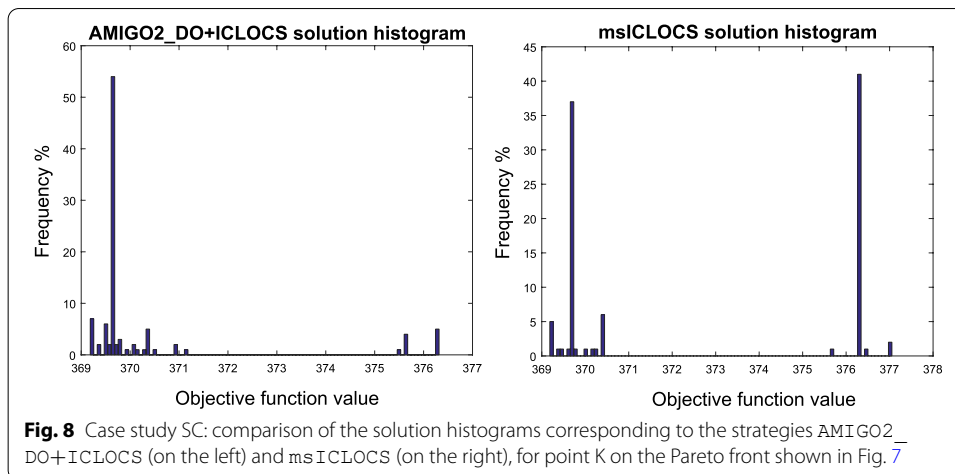 AMIGO2_DO+ICLOCS solution histogram
60
50
40
30
20
10
0
Frequency %
369 370 371 372 373 374 375 376 377
Objective function value
msICLOCS solution histogram
45
40
35
30
25
20
15
10
5
0
Frequency %
369 370 371 372 373 374 375 376 377 378
Objective function value
Fig. 8 Case study SC: comparison of the solution histograms corresponding to the strategies AMIGO2_
DO+ICLOCS (on the left) and msICLOCS (on the right), for point K on the Pareto front shown in Fig. 7